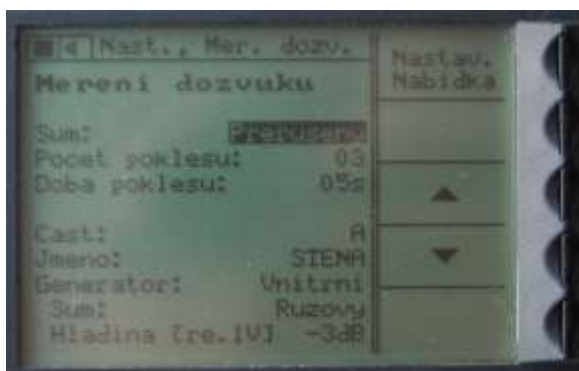 Nast., Mer. dozv.
Mereni dozvuku
Sum: Preruseny
Pocet poklesu: 03
Doba poklesu: 05s
Cast: A
Jmeno: STENA
Generator: Vnitrni
Sum: Ruzovy
Hladina [re.1V] -3dB
Nastav.
Nabidka